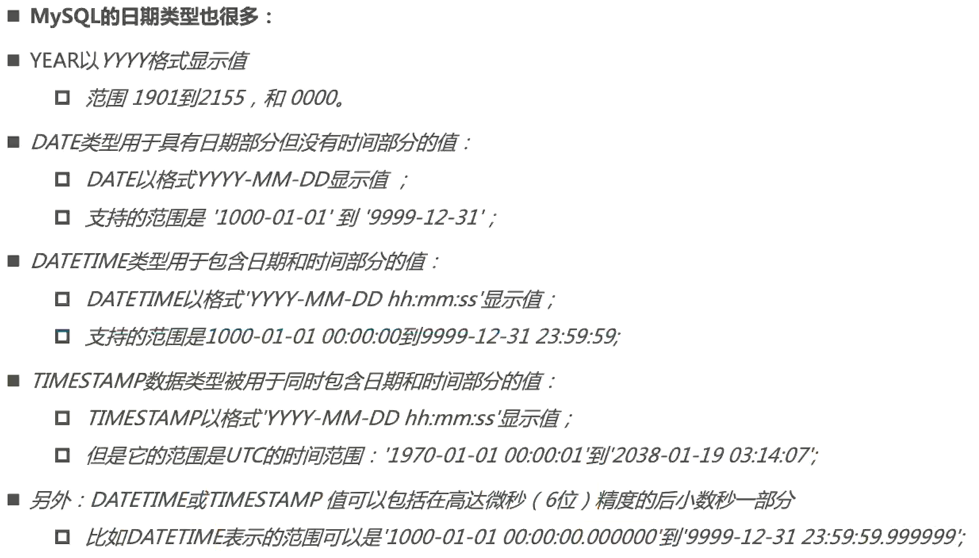 MySQL的日期类型也很多：
YEAR以YYYY格式显示值
范围 1901到2155，和 0000。
DATE类型用于具有日期部分但没有时间部分的值：
DATE以格式YYYY-MM-DD显示值 ；
支持的范围是 '1000-01-01' 到 '9999-12-31'；
DATETIME类型用于包含日期和时间部分的值：
DATETIME以格式'YYYY-MM-DD hh:mm:ss'显示值；
支持的范围是1000-01-01 00:00:00到9999-12-31 23:59:59;
TIMESTAMP数据类型被用于同时包含日期和时间部分的值：
TIMESTAMP以格式'YYYY-MM-DD hh:mm:ss'显示值；
但是它的范围是UTC的时间范围：'1970-01-01 00:00:01'到'2038-01-19 03:14:07';
另外：DATETIME或TIMESTAMP 值可以包括在高达微秒（6位）精度的后小数秒一部分
比如DATETIME表示的范围可以是'1000-01-01 00:00:00.000000'到'9999-12-31 23:59:59.999999';